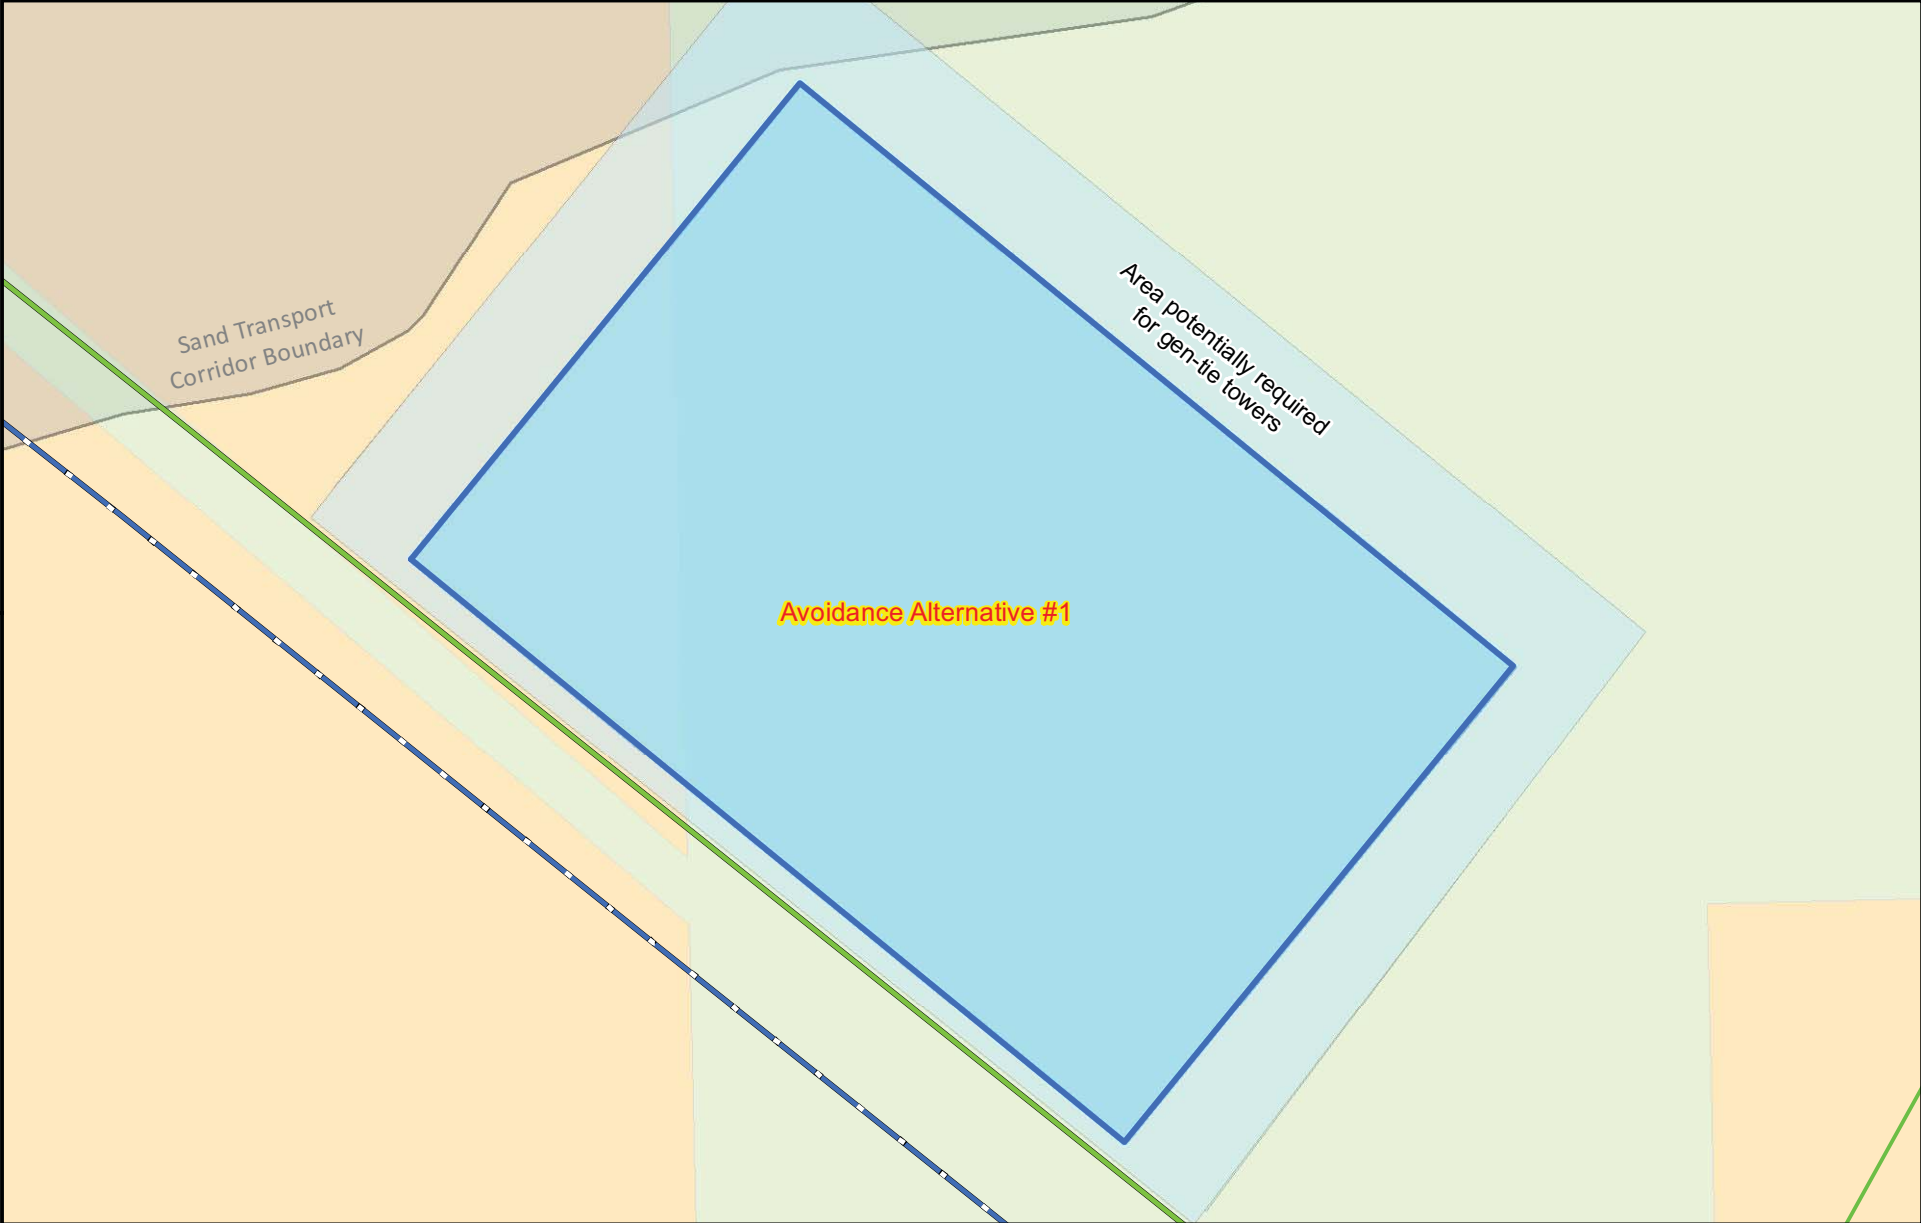 Area potentially required
for gen-tie towers
Sand Transport
Corridor Boundary
Avoidance Alternative #1